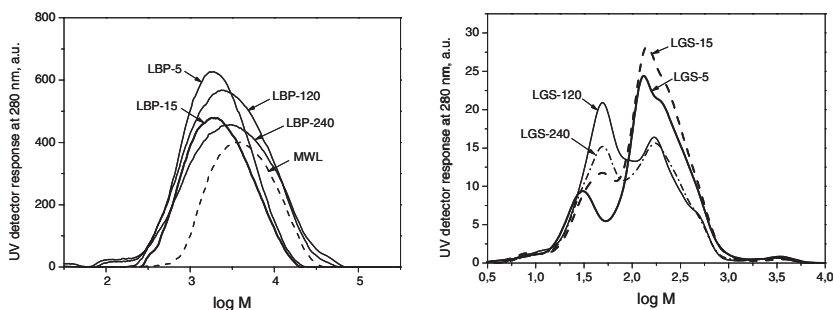 UV detector response at 280 nm, a.u.
800
600
400
200
0
LBP-5
LBP-120
LBP-15
LBP-240
MWL
2
3
4
5
log M
UV detector response at 280 nm, a.u.
30
25
20
15
10
5
0
LGS-15
LGS-5
LGS-120
LGS-240
0,5
1,0
1,5
2,0
2,5
3,0
3,5
4,0
log M